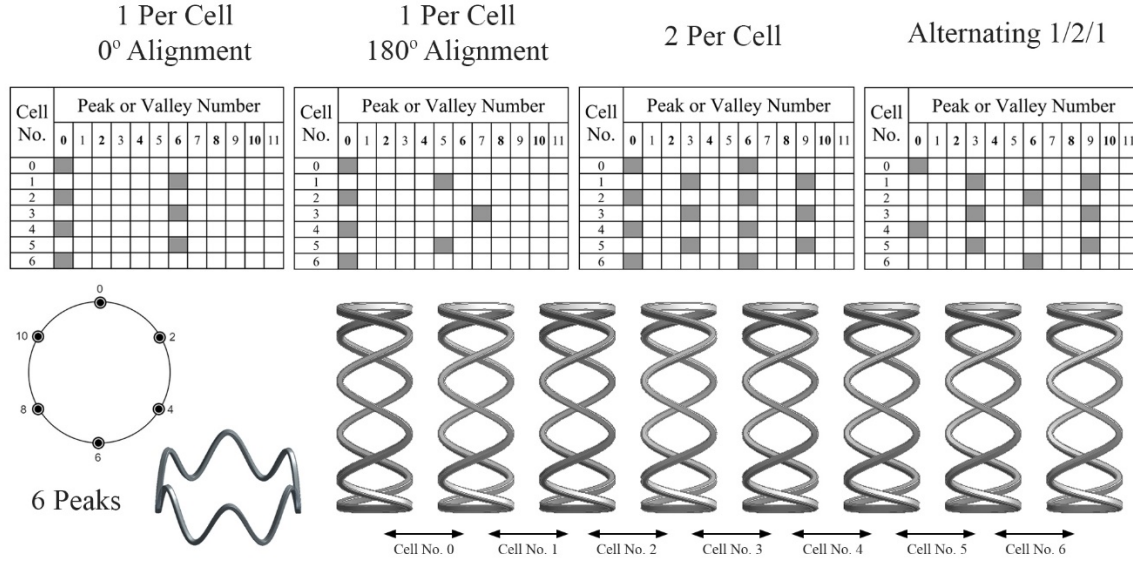 1 Per Cell
0° Alignment
1 Per Cell
180° Alignment
2 Per Cell
Alternating 1/2/1
Cell No. Peak or Valley Number
0 1 2 3 4 5 6 7 8 9 10 11
0
1
2
3
4
5
6
Cell No. Peak or Valley Number
0 1 2 3 4 5 6 7 8 9 10 11
0
1
2
3
4
5
6
Cell No. Peak or Valley Number
0 1 2 3 4 5 6 7 8 9 10 11
0
1
2
3
4
5
6
Cell No. Peak or Valley Number
0 1 2 3 4 5 6 7 8 9 10 11
0
1
2
3
4
5
6
0
10 2
8 4
6
6 Peaks
Cell No. 0 Cell No. 1 Cell No. 2 Cell No. 3 Cell No. 4 Cell No. 5 Cell No. 6